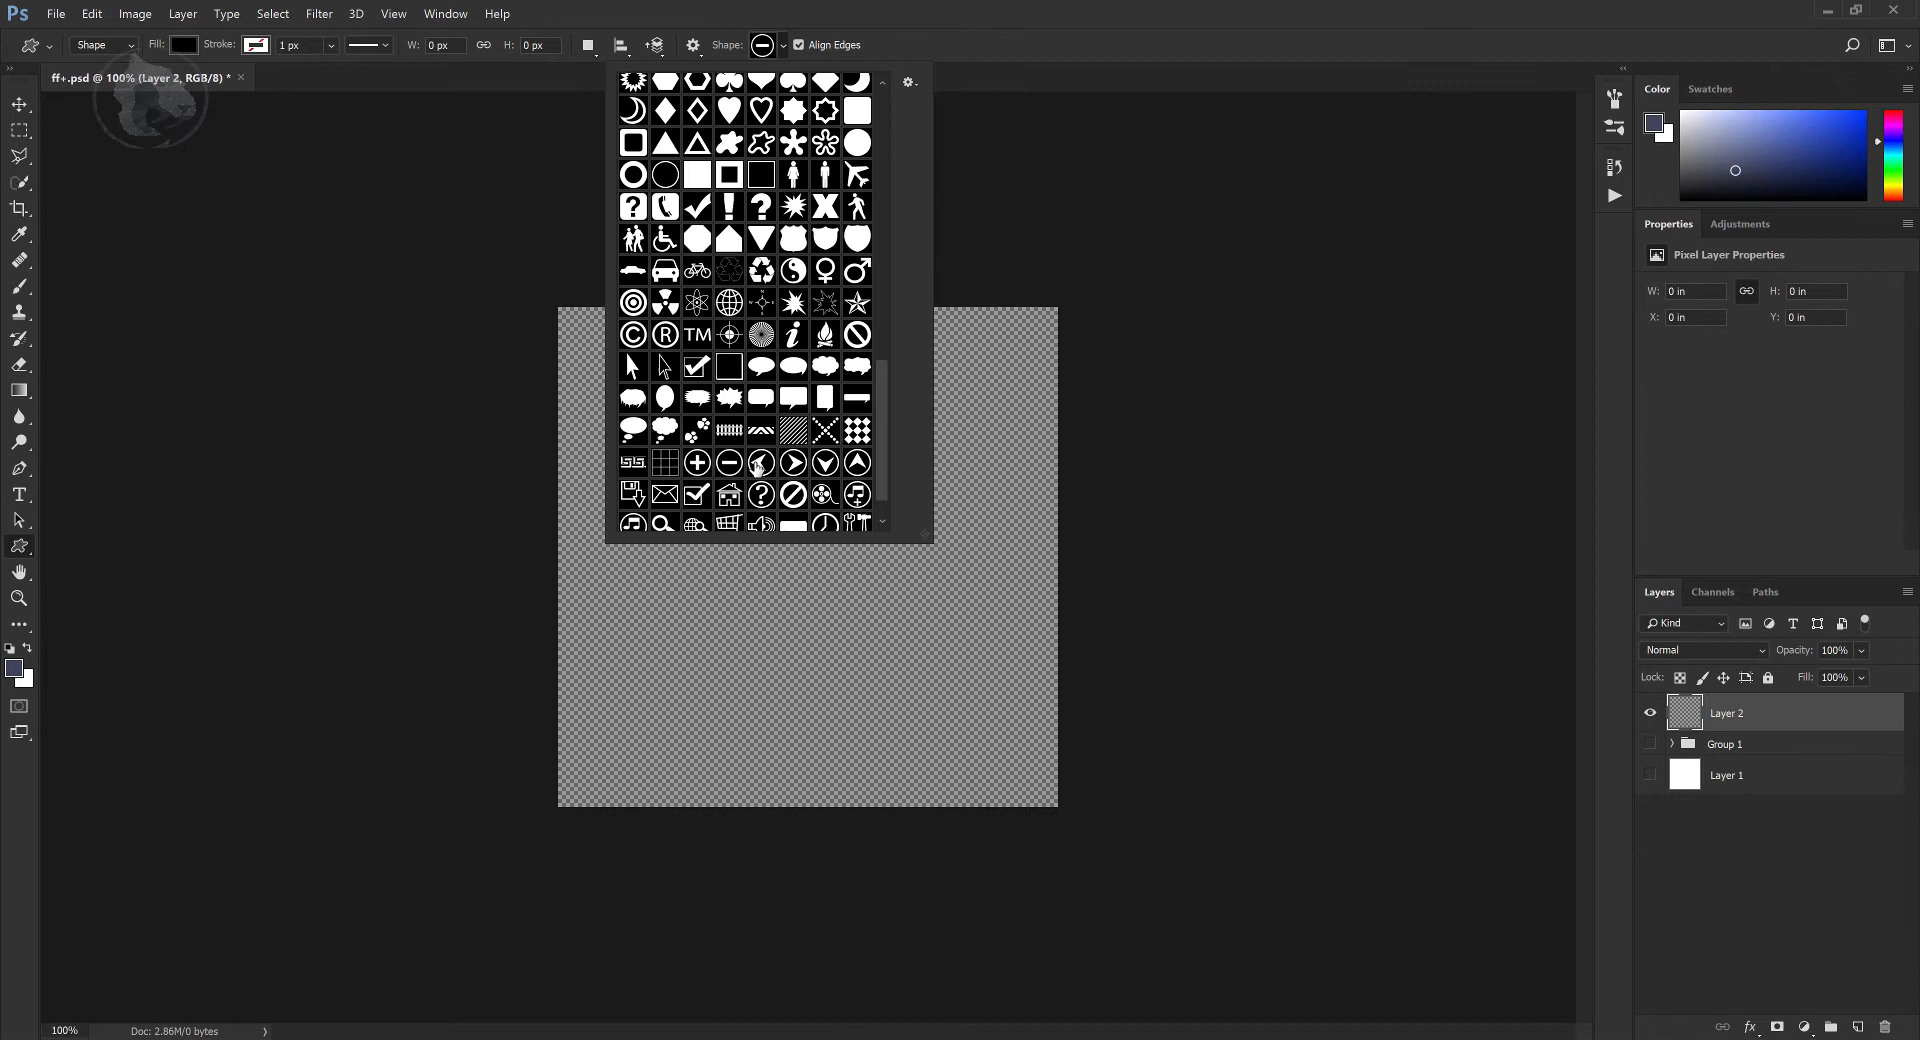 Ps File Edit Image Layer Type Select Filter 3D View Window Help
Shape Fill: Stroke: 1 px W: 0 px H: 0 px Shape: Align Edges
ff+.psd @ 100% (Layer 2, RGB/8) *
Color Swatches
Properties Adjustments
Pixel Layer Properties
W: 0 in H: 0 in
X: 0 in Y: 0 in
TM
Layers Channels Paths
Kind
Normal Opacity: 100%
Lock: Fill: 100%
Layer 2
Group 1
Layer 1
100% Doc: 2.86M/0 bytes
fx